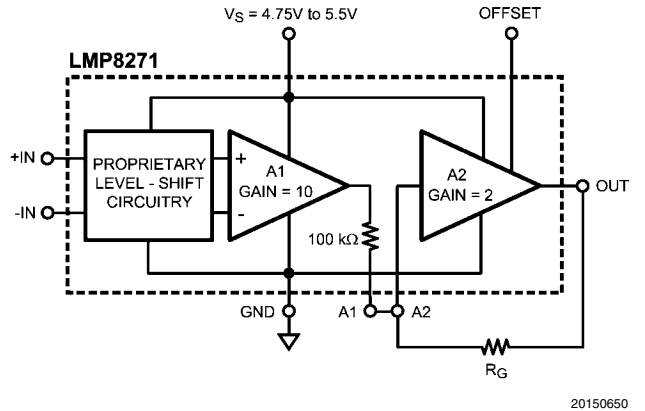 V_S = 4.75V to 5.5V
OFFSET
LMP8271
+IN
-IN
PROPRIETARY
LEVEL - SHIFT
CIRCUITRY
+
-
A1
GAIN = 10
A2
GAIN = 2
OUT
100 kΩ
GND
A1
A2
R_G
20150650